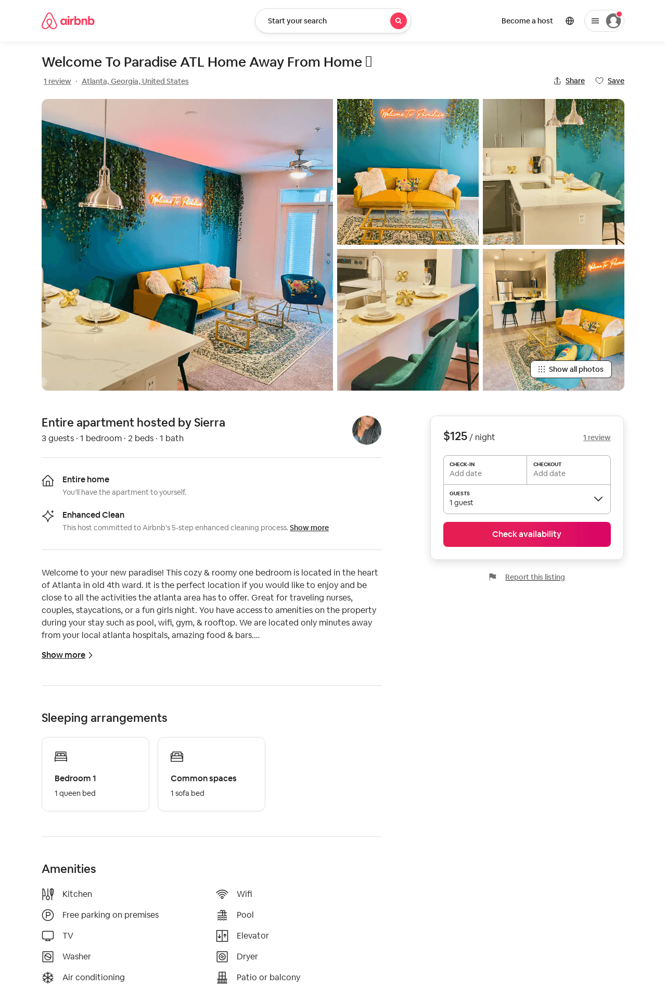 airbnb
Start your search
Become a host
Welcome To Paradise ATL Home Away From Home
1 review · Atlanta, Georgia, United States
Share
Save
Welcome To Paradise
Welcome To Paradise
Show all photos
Entire apartment hosted by Sierra
3 guests · 1 bedroom · 2 beds · 1 bath
Entire home
You’ll have the apartment to yourself.
Enhanced Clean
This host committed to Airbnb's 5-step enhanced cleaning process. Show more
Welcome to your new paradise! This cozy & roomy one bedroom is located in the heart
of Atlanta in old 4th ward. It is the perfect location if you would like to enjoy and be
close to all the activities the atlanta area has to offer. Great for traveling nurses,
couples, staycations, or a fun girls night. You have access to amenities on the property
during your stay such as pool, wifi, gym, & rooftop. We are located only minutes away
from your local atlanta hospitals, amazing food & bars.…
Show more
$125 / night
1 review
CHECK-IN
Add date
CHECKOUT
Add date
GUESTS
1 guest
Check availability
Report this listing
Sleeping arrangements
Bedroom 1
1 queen bed
Common spaces
1 sofa bed
Amenities
Kitchen
Wifi
Free parking on premises
Pool
TV
Elevator
Washer
Dryer
Air conditioning
Patio or balcony